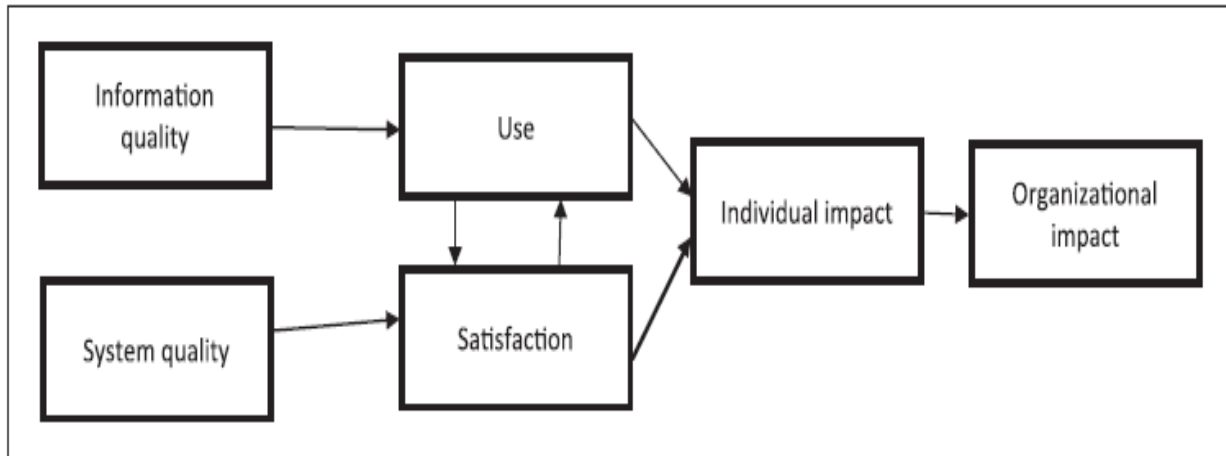 Information
quality
Use
Individual impact
Organizational
impact
System quality
Satisfaction